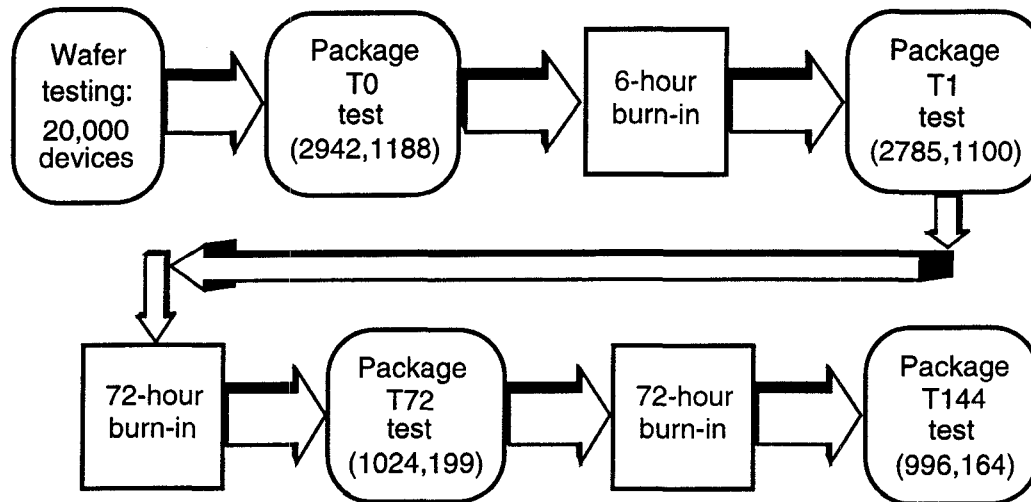 Wafer
testing:
20,000
devices
Package
T0
test
(2942,1188)
6-hour
burn-in
Package
T1
test
(2785,1100)
72-hour
burn-in
Package
T72
test
(1024,199)
72-hour
burn-in
Package
T144
test
(996,164)